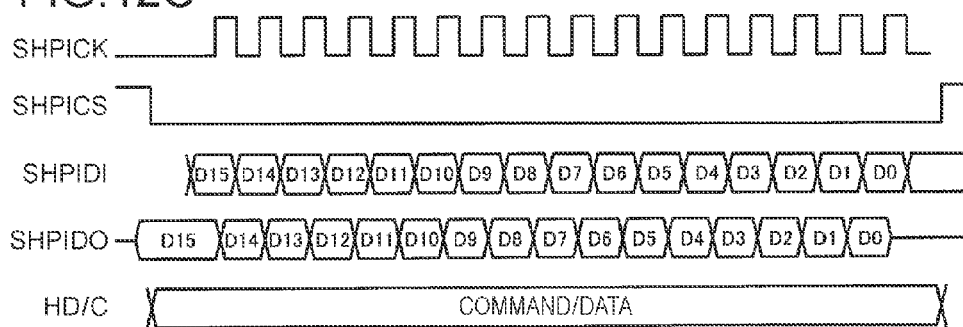 FIG.12C
SHPICK
SHPICS
SHPIDI D15 D14 D13 D12 D11 D10 D9 D8 D7 D6 D5 D4 D3 D2 D1 D0
SHPIDO D15 D14 D13 D12 D11 D10 D9 D8 D7 D6 D5 D4 D3 D2 D1 D0
HD/C COMMAND/DATA